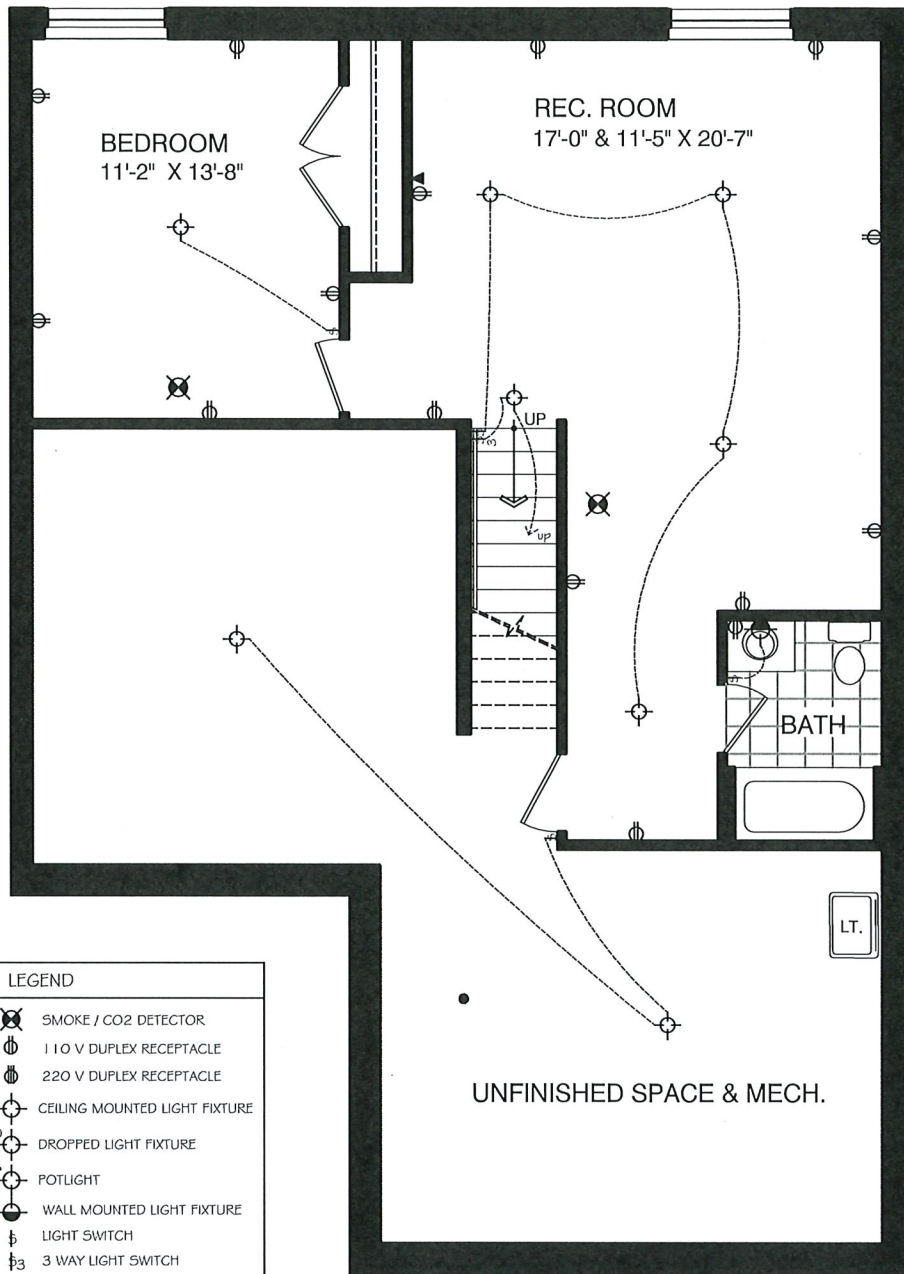 BEDROOM
11'-2" X 13'-8"
REC. ROOM
17'-0" & 11'-5" X 20'-7"
UP
3
UP
BATH
LT.
UNFINISHED SPACE & MECH.
LEGEND
SMOKE / CO2 DETECTOR
110 V DUPLEX RECEPTACLE
220 V DUPLEX RECEPTACLE
CEILING MOUNTED LIGHT FIXTURE
DROPPED LIGHT FIXTURE
POTLIGHT
WALL MOUNTED LIGHT FIXTURE
$ LIGHT SWITCH
$3 3 WAY LIGHT SWITCH